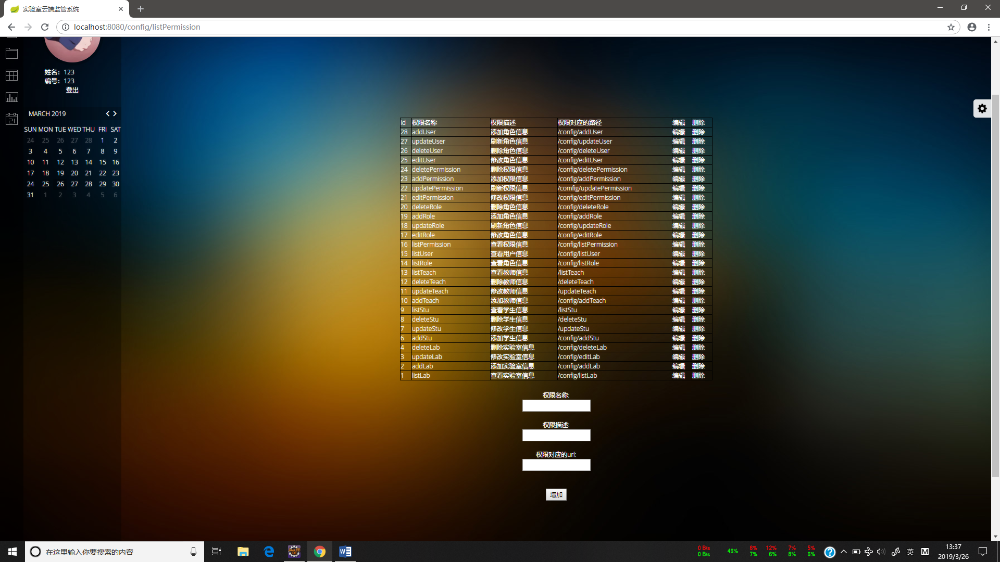 实验室云端监管系统
localhost:8080/config/listPermission
姓名：123
编号：123
登出
MARCH 2019
SUN MON TUE WED THU FRI SAT
24 25 26 27 28 1 2
3 4 5 6 7 8 9
10 11 12 13 14 15 16
17 18 19 20 21 22 23
24 25 26 27 28 29 30
31 1 2 3 4 5 6
id 权限名称 权限描述 权限对应的路径 编辑 删除
28 addUser 添加角色信息 /config/addUser 编辑 删除
27 updateUser 刷新角色信息 /config/updateUser 编辑 删除
26 deleteUser 删除角色信息 /config/deleteUser 编辑 删除
25 editUser 修改角色信息 /config/editUser 编辑 删除
24 deletePermission 删除权限信息 /config/deletePermission 编辑 删除
23 addPermission 添加权限信息 /config/addPermission 编辑 删除
22 updatePermission 刷新权限信息 /comfig/updatePermission 编辑 删除
21 editPermission 修改权限信息 /config/editPermission 编辑 删除
20 deleteRole 删除角色信息 /config/deleteRole 编辑 删除
19 addRole 添加角色信息 /config/addRole 编辑 删除
18 updateRole 刷新角色信息 /config/updateRole 编辑 删除
17 editRole 修改角色信息 /config/editRole 编辑 删除
16 listPermission 查看权限信息 /config/listPermission 编辑 删除
15 listUser 查看用户信息 /config/listUser 编辑 删除
14 listRole 查看角色信息 /config/listRole 编辑 删除
13 listTeach 查看教师信息 /listTeach 编辑 删除
12 deleteTeach 删除教师信息 /deleteTeach 编辑 删除
11 updateTeach 修改教师信息 /updateTeach 编辑 删除
10 addTeach 添加教师信息 /config/addTeach 编辑 删除
9 listStu 查看学生信息 /listStu 编辑 删除
8 deleteStu 删除学生信息 /deleteStu 编辑 删除
7 updateStu 修改学生信息 /updateStu 编辑 删除
6 addStu 添加学生信息 /config/addStu 编辑 删除
4 deleteLab 删除实验室信息 /config/deleteLab 编辑 删除
3 updateLab 修改实验室信息 /config/editLab 编辑 删除
2 addLab 添加实验室信息 /config/addLab 编辑 删除
1 listLab 查看实验室信息 /config/listLab 编辑 删除
权限名称:
权限描述:
权限对应的url:
增加
在这里输入你要搜索的内容
0 B/s 6% 12% 7% 5%
0 B/s 46% 7% 6% 8% 6%
英 M
13:37
2019/3/26